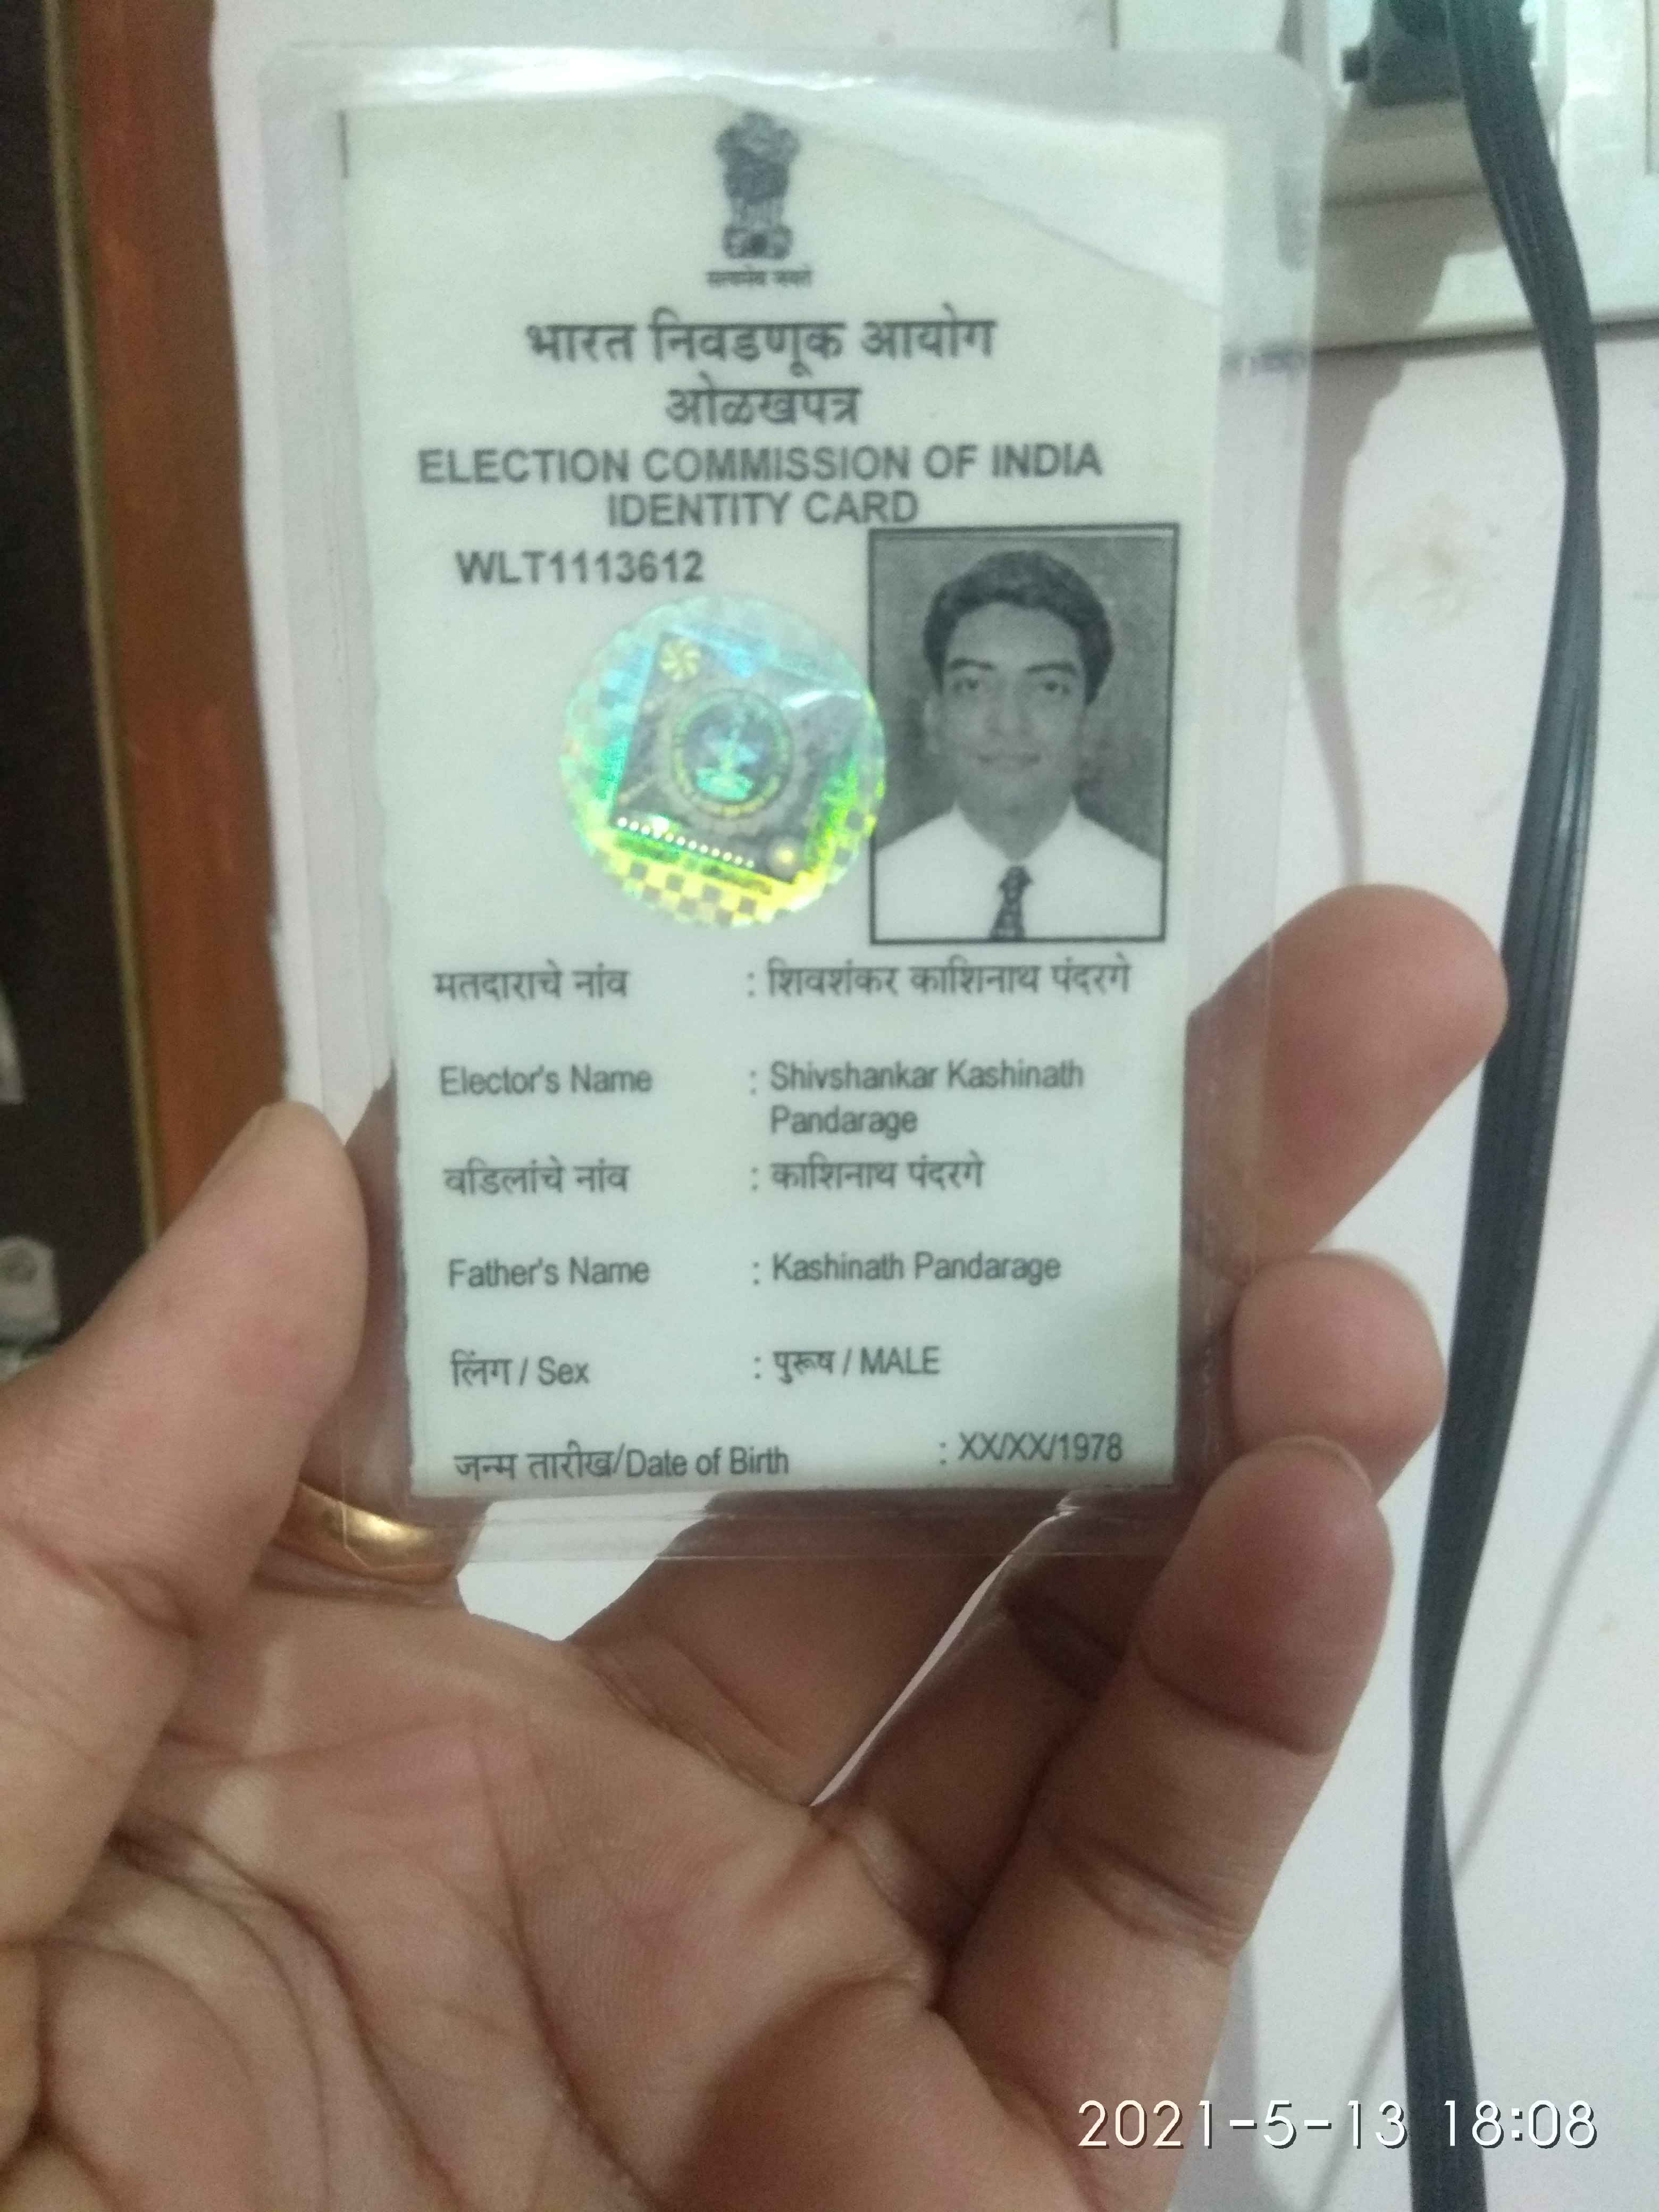 सत्यमेव जयते
भारत निवडणूक आयोग
ओळखपत्र
ELECTION COMMISSION OF INDIA
IDENTITY CARD
WLT1113612
मतदाराचे नांव : शिवशंकर काशिनाथ पंदरगे
Elector's Name : Shivshankar Kashinath
Pandarage
वडिलांचे नांव : काशिनाथ पंदरगे
Father's Name : Kashinath Pandarage
लिंग / Sex : पुरूष / MALE
जन्म तारीख/Date of Birth : XX/XX/1978
2021-5-13 18:08